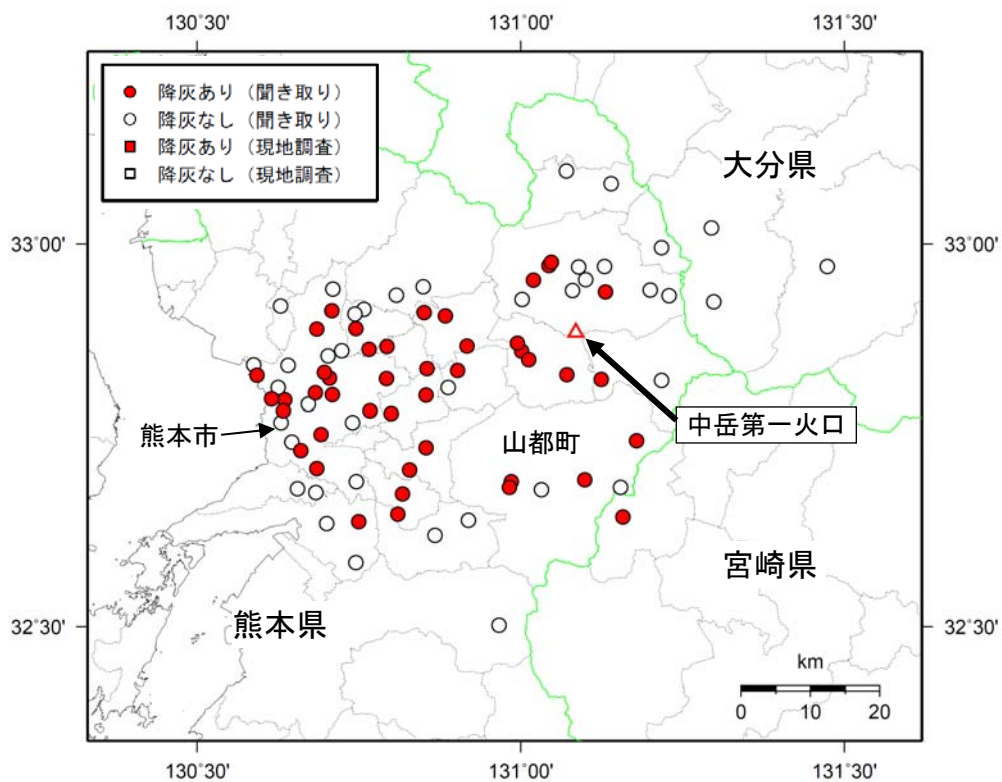 130°30'
131°00'
131°30'
降灰あり（聞き取り）
降灰なし（聞き取り）
降灰あり（現地調査）
降灰なし（現地調査）
大分県
33°00'
33°00'
中岳第一火口
熊本市
山都町
宮崎県
熊本県
32°30'
32°30'
km
0 10 20
130°30'
131°00'
131°30'